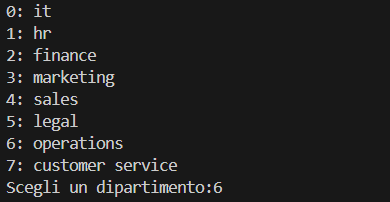 0: it
1: hr
2: finance
3: marketing
4: sales
5: legal
6: operations
7: customer service
Scegli un dipartimento:6